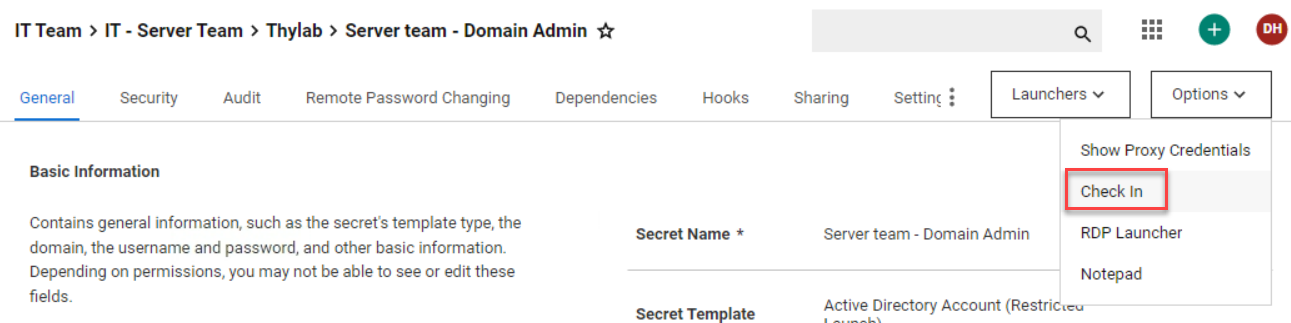 IT Team > IT - Server Team > Thylab > Server team - Domain Admin
DH
General Security Audit Remote Password Changing Dependencies Hooks Sharing Setting
Launchers
Options
Show Proxy Credentials
Check In
RDP Launcher
Notepad
Basic Information
Contains general information, such as the secret's template type, the
domain, the username and password, and other basic information.
Depending on permissions, you may not be able to see or edit these
fields.
Secret Name * Server team - Domain Admin
Secret Template Active Directory Account (Restricted
Launch)